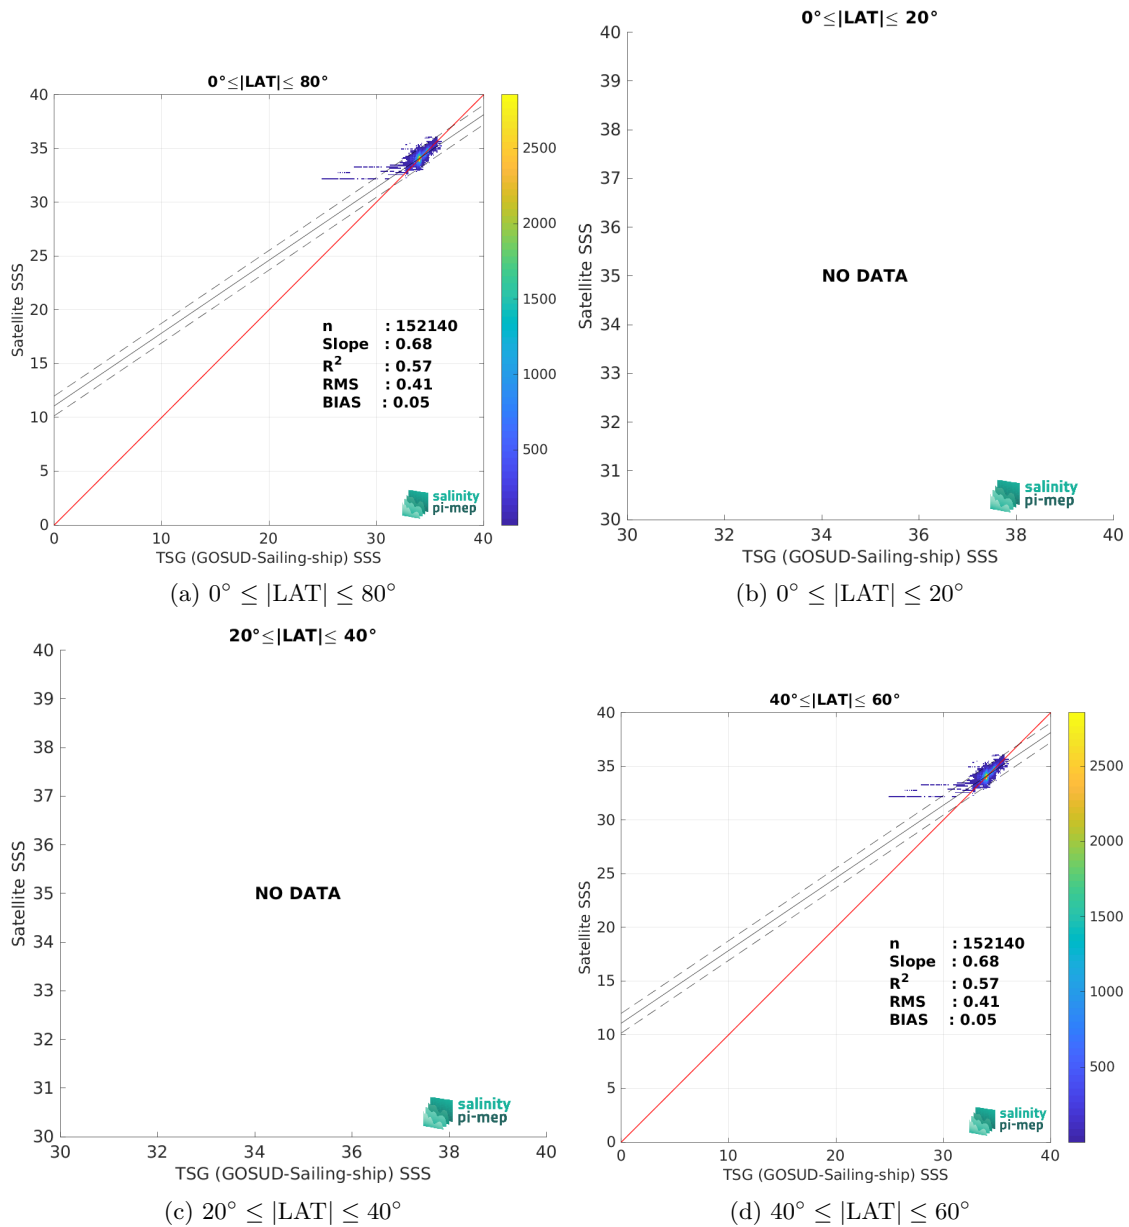 0°≤|LAT|≤ 80°
40
35
30
25
20
15
10
5
0
Satellite SSS
n : 152140
Slope : 0.68
R2 : 0.57
RMS : 0.41
BIAS : 0.05
salinity
pi-mep
0 10 20 30 40
TSG (GOSUD-Sailing-ship) SSS
2500
2000
1500
1000
500
(a) 0° ≤ |LAT| ≤ 80°
0°≤|LAT|≤ 20°
40
39
38
37
36
35
34
33
32
31
30
Satellite SSS
NO DATA
salinity
pi-mep
30 32 34 36 38 40
TSG (GOSUD-Sailing-ship) SSS
(b) 0° ≤ |LAT| ≤ 20°
20°≤|LAT|≤ 40°
40
39
38
37
36
35
34
33
32
31
30
Satellite SSS
NO DATA
salinity
pi-mep
30 32 34 36 38 40
TSG (GOSUD-Sailing-ship) SSS
(c) 20° ≤ |LAT| ≤ 40°
40°≤|LAT|≤ 60°
40
35
30
25
20
15
10
5
0
Satellite SSS
n : 152140
Slope : 0.68
R2 : 0.57
RMS : 0.41
BIAS : 0.05
salinity
pi-mep
0 10 20 30 40
TSG (GOSUD-Sailing-ship) SSS
2500
2000
1500
1000
500
(d) 40° ≤ |LAT| ≤ 60°